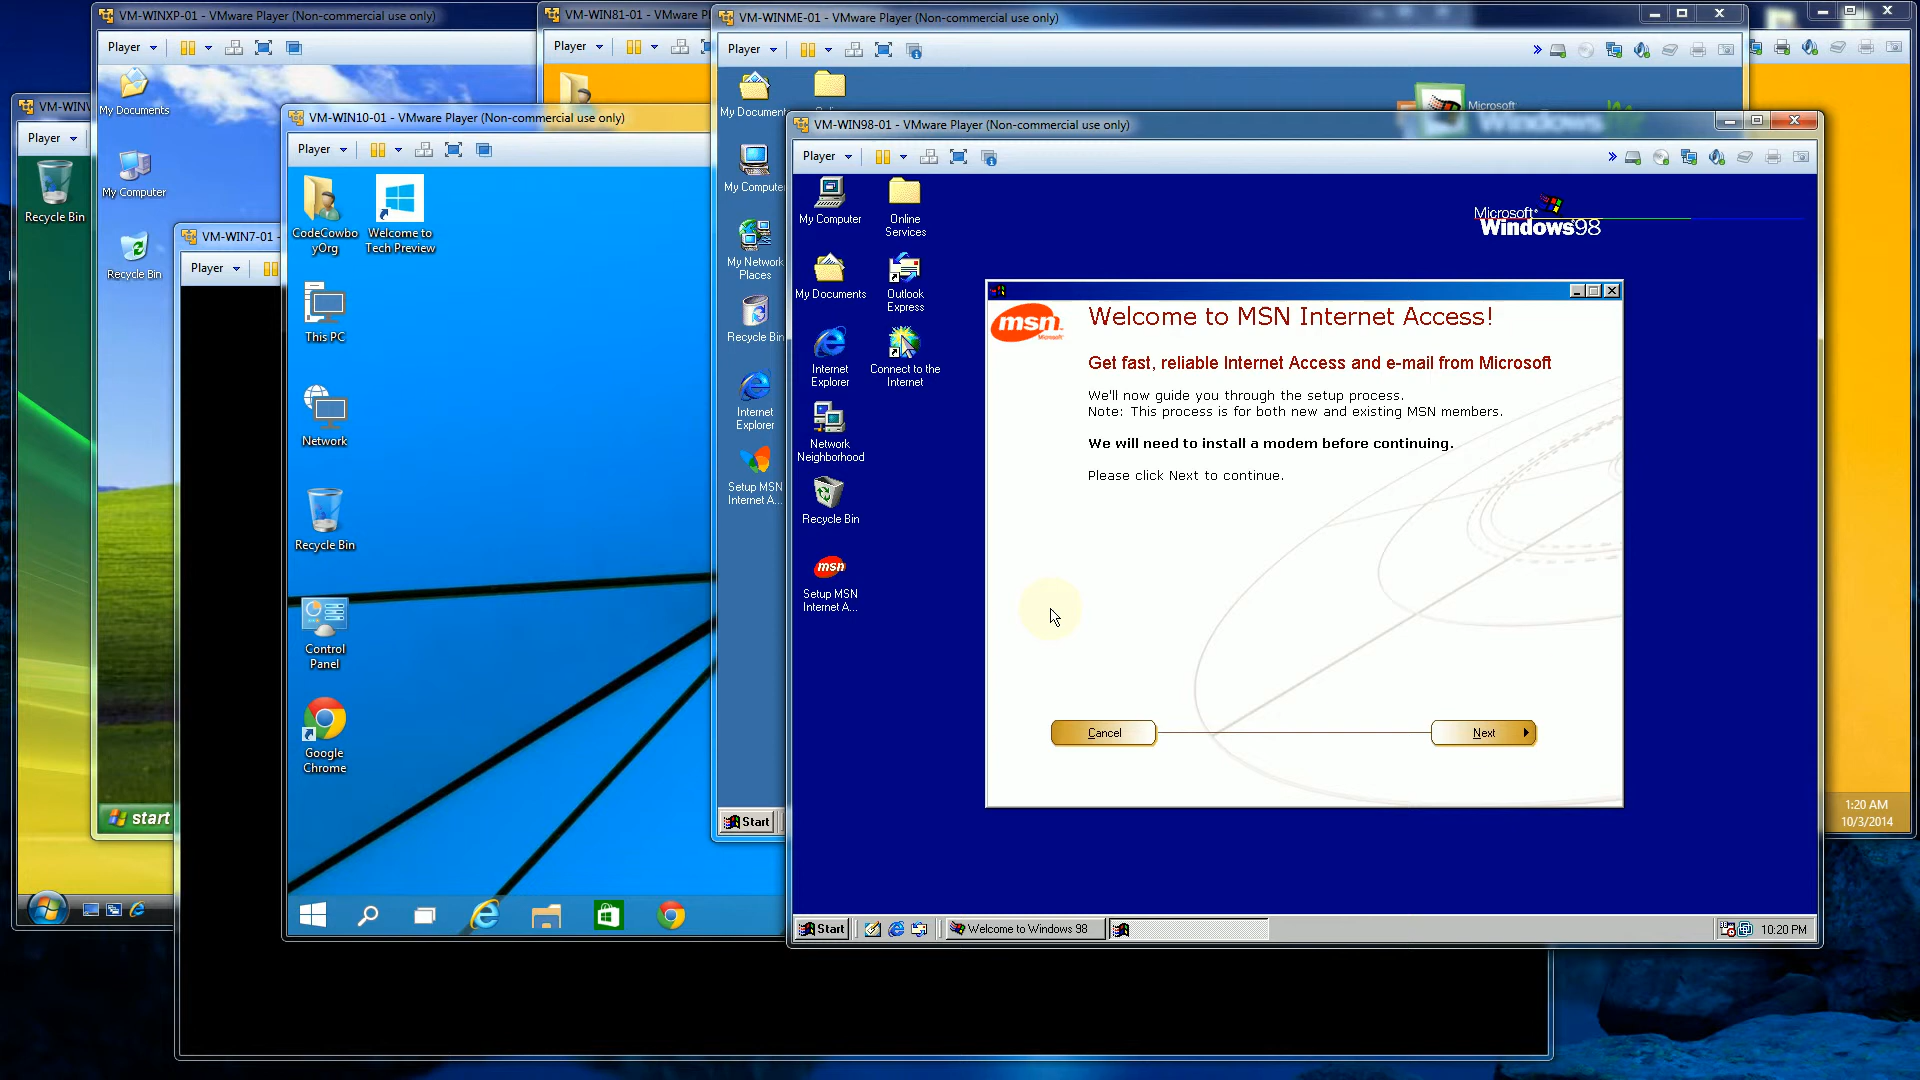 VM-WINXP-01 - VMware Player (Non-commercial use only)
VM-WIN81-01 - VMware Pl
VM-WINME-01 - VMware Player (Non-commercial use only)
Player
Player
Player
My Documents
My Computer
Recycle Bin
start
VM-WINV
Player
Recycle Bin
VM-WIN7-01 -
Player
VM-WIN10-01 - VMware Player (Non-commercial use only)
Player
CodeCowbo
yOrg
Welcome to
Tech Preview
This PC
Network
Recycle Bin
Control
Panel
Google
Chrome
My Documen
My Compute
My Network
Places
Recycle Bin
Internet
Explorer
Setup MSN
Internet A...
Start
Microsoft
Windows
VM-WIN98-01 - VMware Player (Non-commercial use only)
Player
My Computer
Online
Services
My Documents
Outlook
Express
Internet
Explorer
Connect to the
Internet
Network
Neighborhood
Recycle Bin
msn
Setup MSN
Internet A...
Microsoft
Windows98
msn
Microsoft
Welcome to MSN Internet Access!
Get fast, reliable Internet Access and e-mail from Microsoft
We'll now guide you through the setup process.
Note: This process is for both new and existing MSN members.
We will need to install a modem before continuing.
Please click Next to continue.
Cancel
Next
Start
Welcome to Windows 98
10:20 PM
1:20 AM
10/3/2014